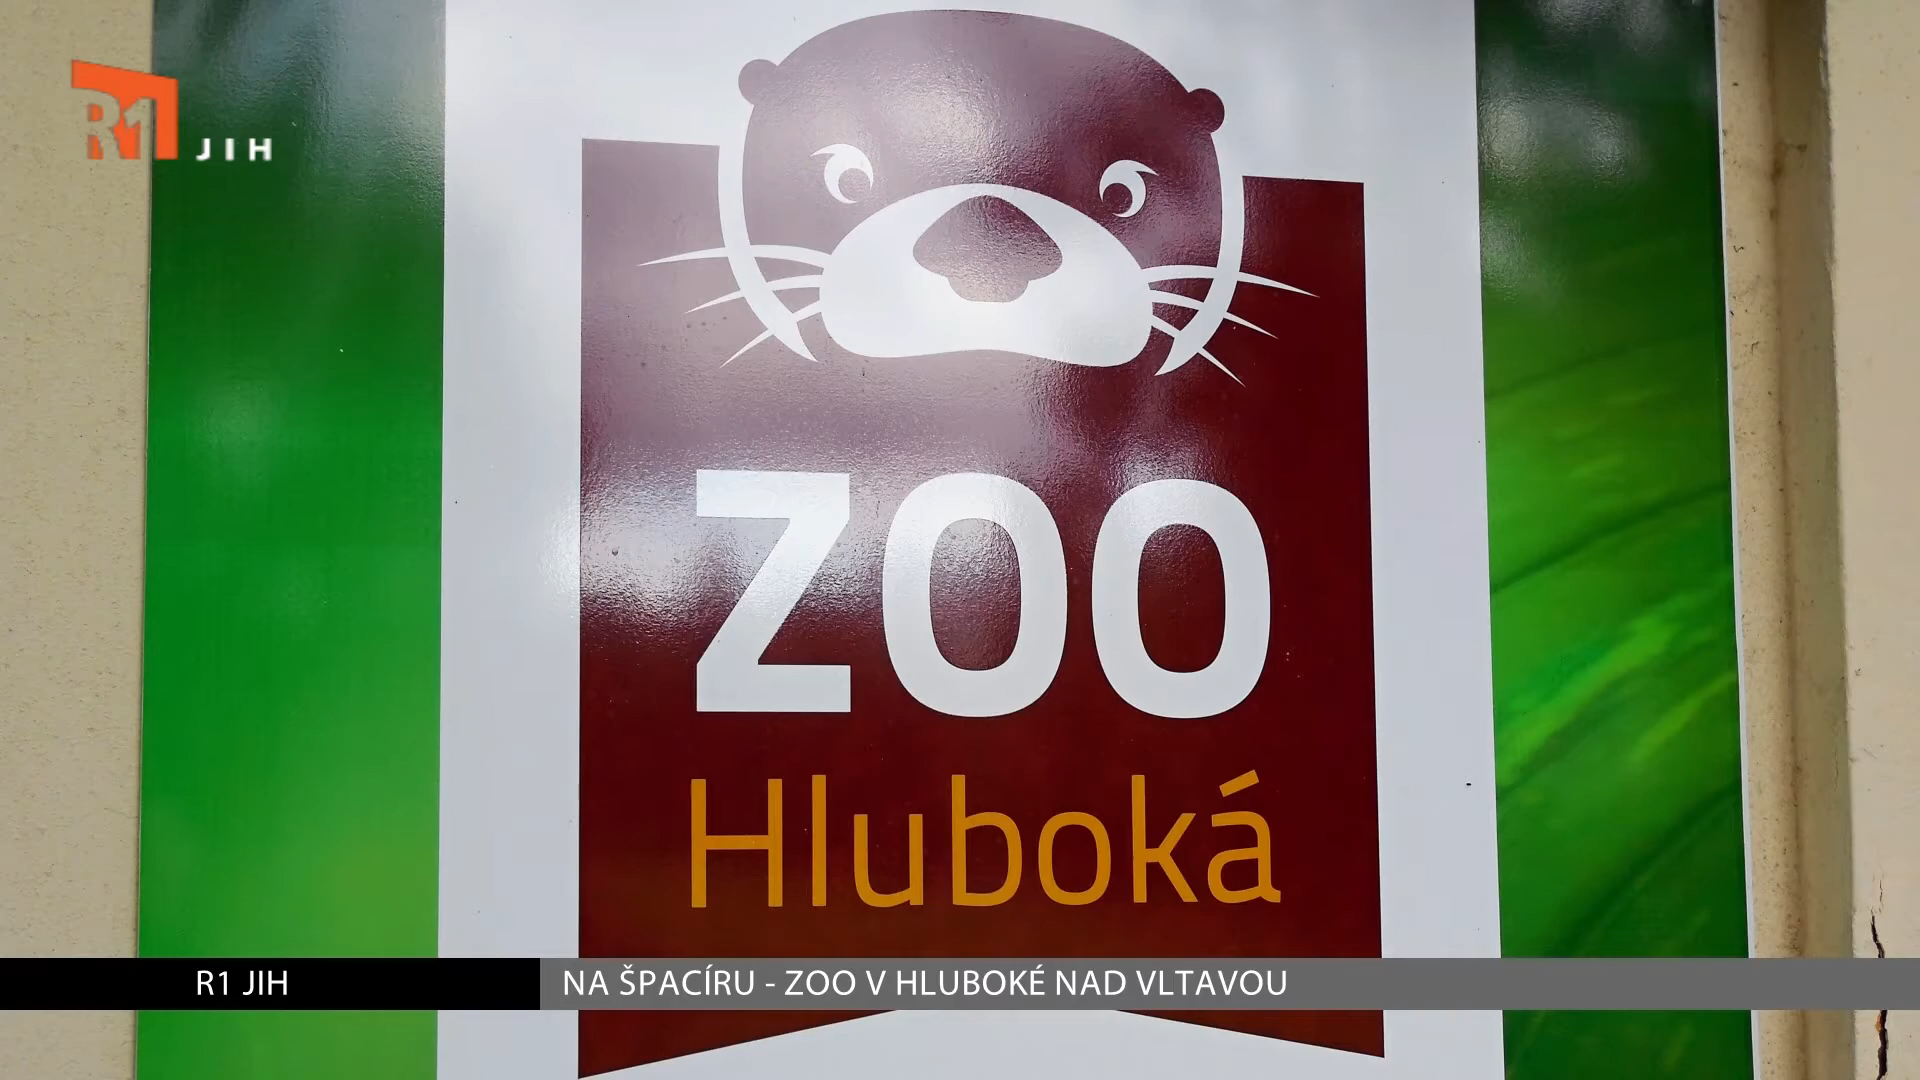 R1 JIH
ZOO
Hluboká
R1 JIH
NA ŠPACÍRU - ZOO V HLUBOKÉ NAD VLTAVOU